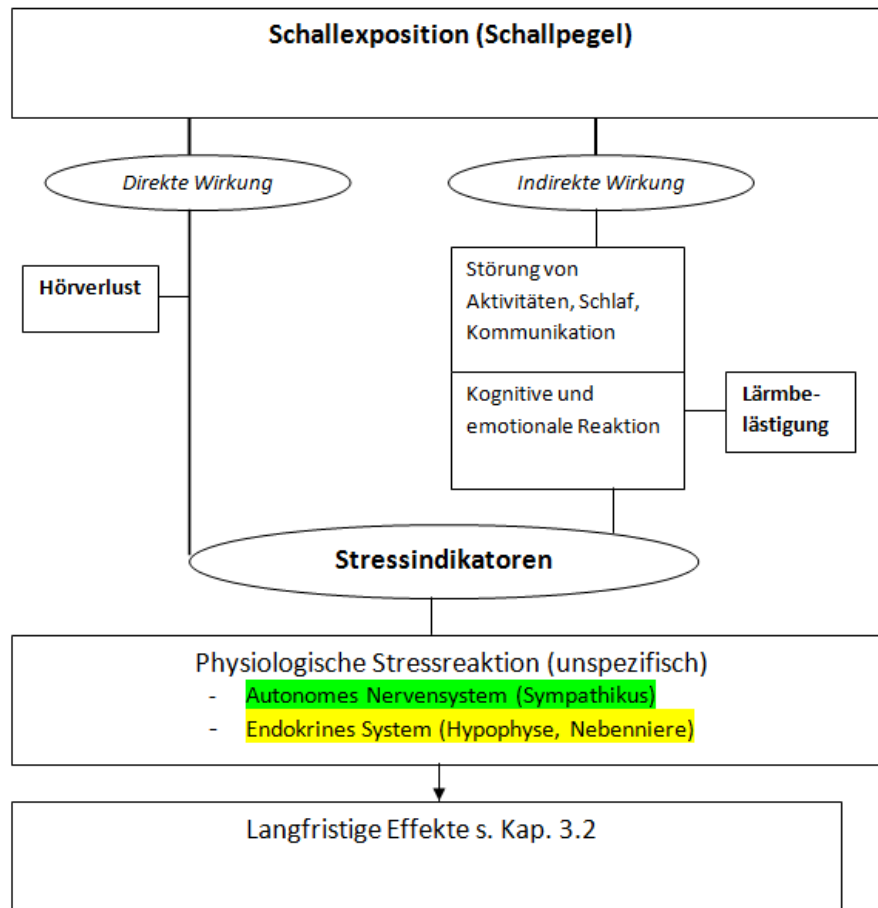 Schallexposition (Schallpegel)
Direkte Wirkung
Indirekte Wirkung
Hörverlust
Störung von
Aktivitäten, Schlaf,
Kommunikation
Kognitive und
emotionale Reaktion
Lärmbe-
lästigung
Stressindikatoren
Physiologische Stressreaktion (unspezifisch)
- Autonomes Nervensystem (Sympathikus)
- Endokrines System (Hypophyse, Nebenniere)
Langfristige Effekte s. Kap. 3.2